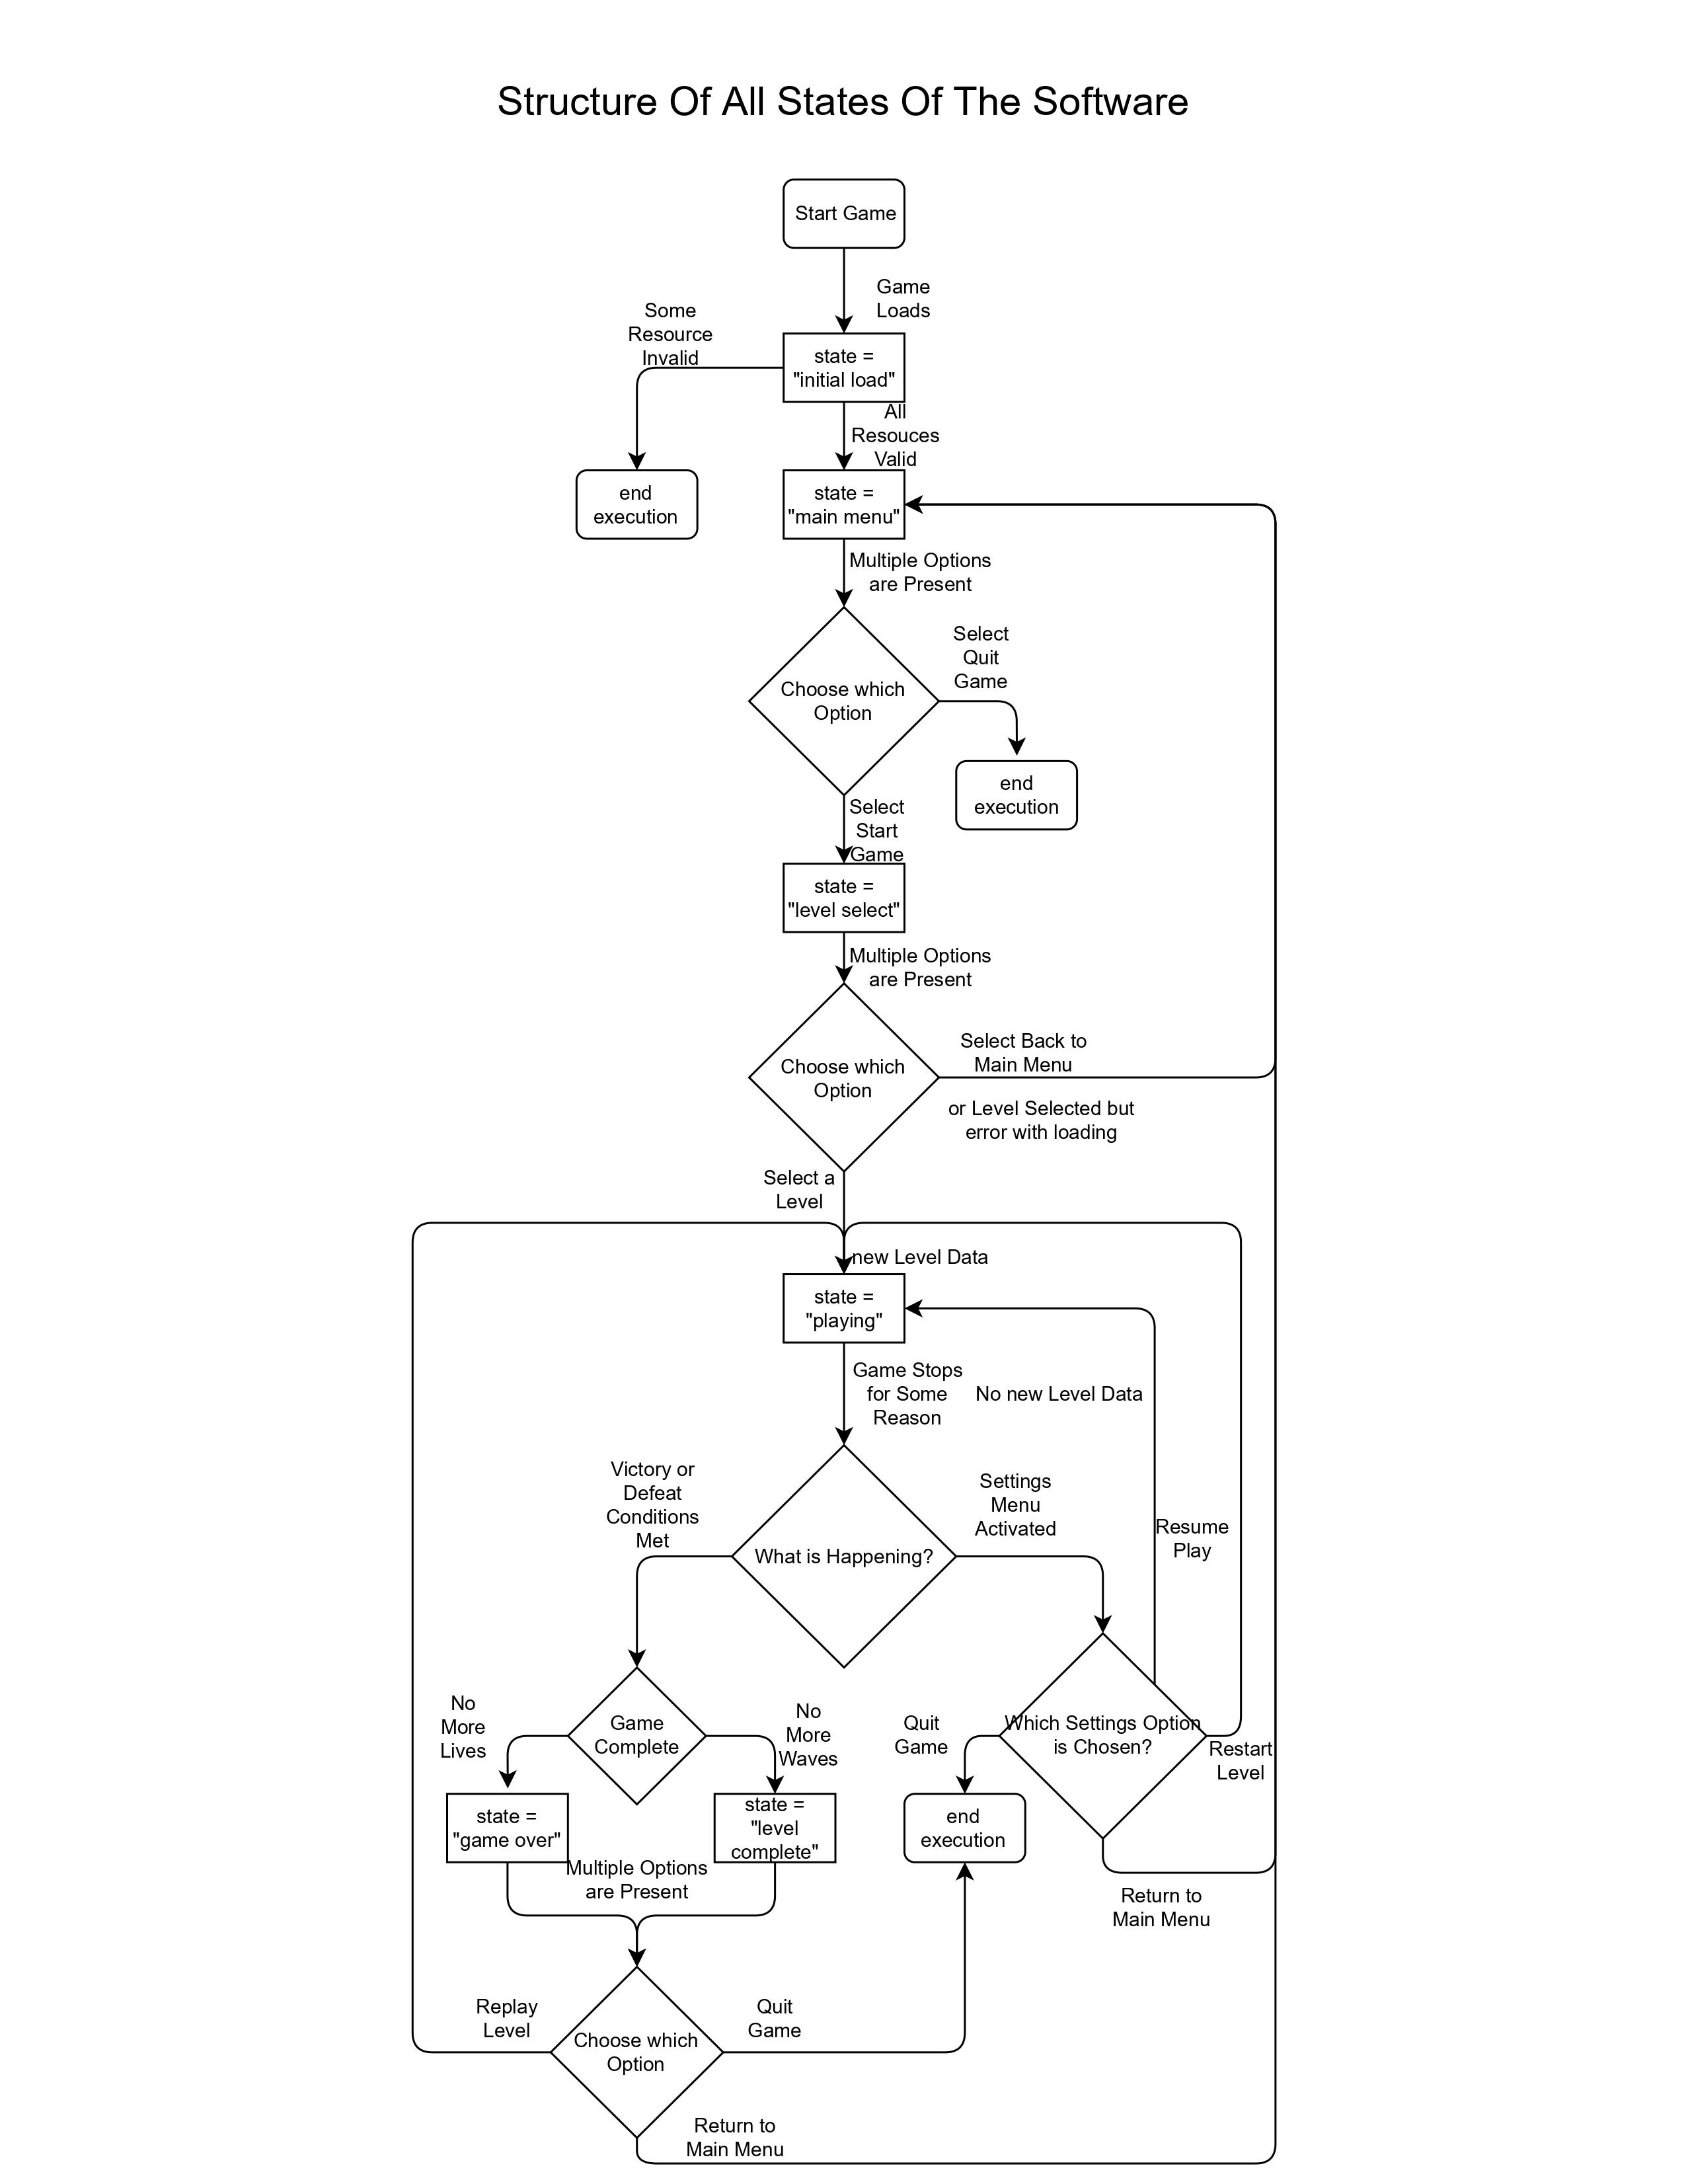 Structure Of All States Of The Software
Start Game
Game
Loads
Some
Resource
Invalid
state =
"initial load"
All
Resouces
Valid
end
execution
state =
"main menu"
Multiple Options
are Present
Select
Quit
Game
Choose which
Option
end
execution
Select
Start
Game
state =
"level select"
Multiple Options
are Present
Choose which
Option
Select Back to
Main Menu
or Level Selected but
error with loading
Select a
Level
new Level Data
state =
"playing"
Game Stops
for Some
Reason
No new Level Data
Victory or
Defeat
Conditions
Met
What is Happening?
Settings
Menu
Activated
Resume
Play
No
More
Lives
Game
Complete
No
More
Waves
Quit
Game
Which Settings Option
is Chosen?
Restart
Level
state =
"game over"
state =
"level
complete"
end
execution
Multiple Options
are Present
Return to
Main Menu
Replay
Level
Choose which
Option
Quit
Game
Return to
Main Menu